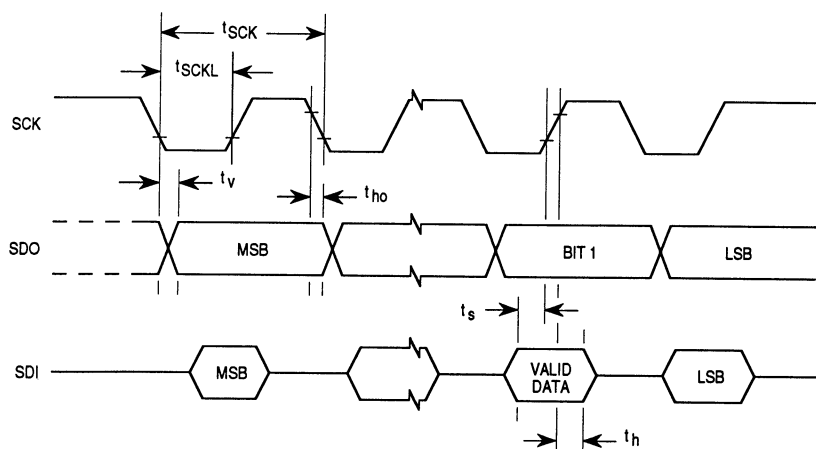 tSCK
tSCKL
SCK
tv
tho
SDO
MSB
BIT 1
LSB
ts
SDI
MSB
VALID
DATA
LSB
th